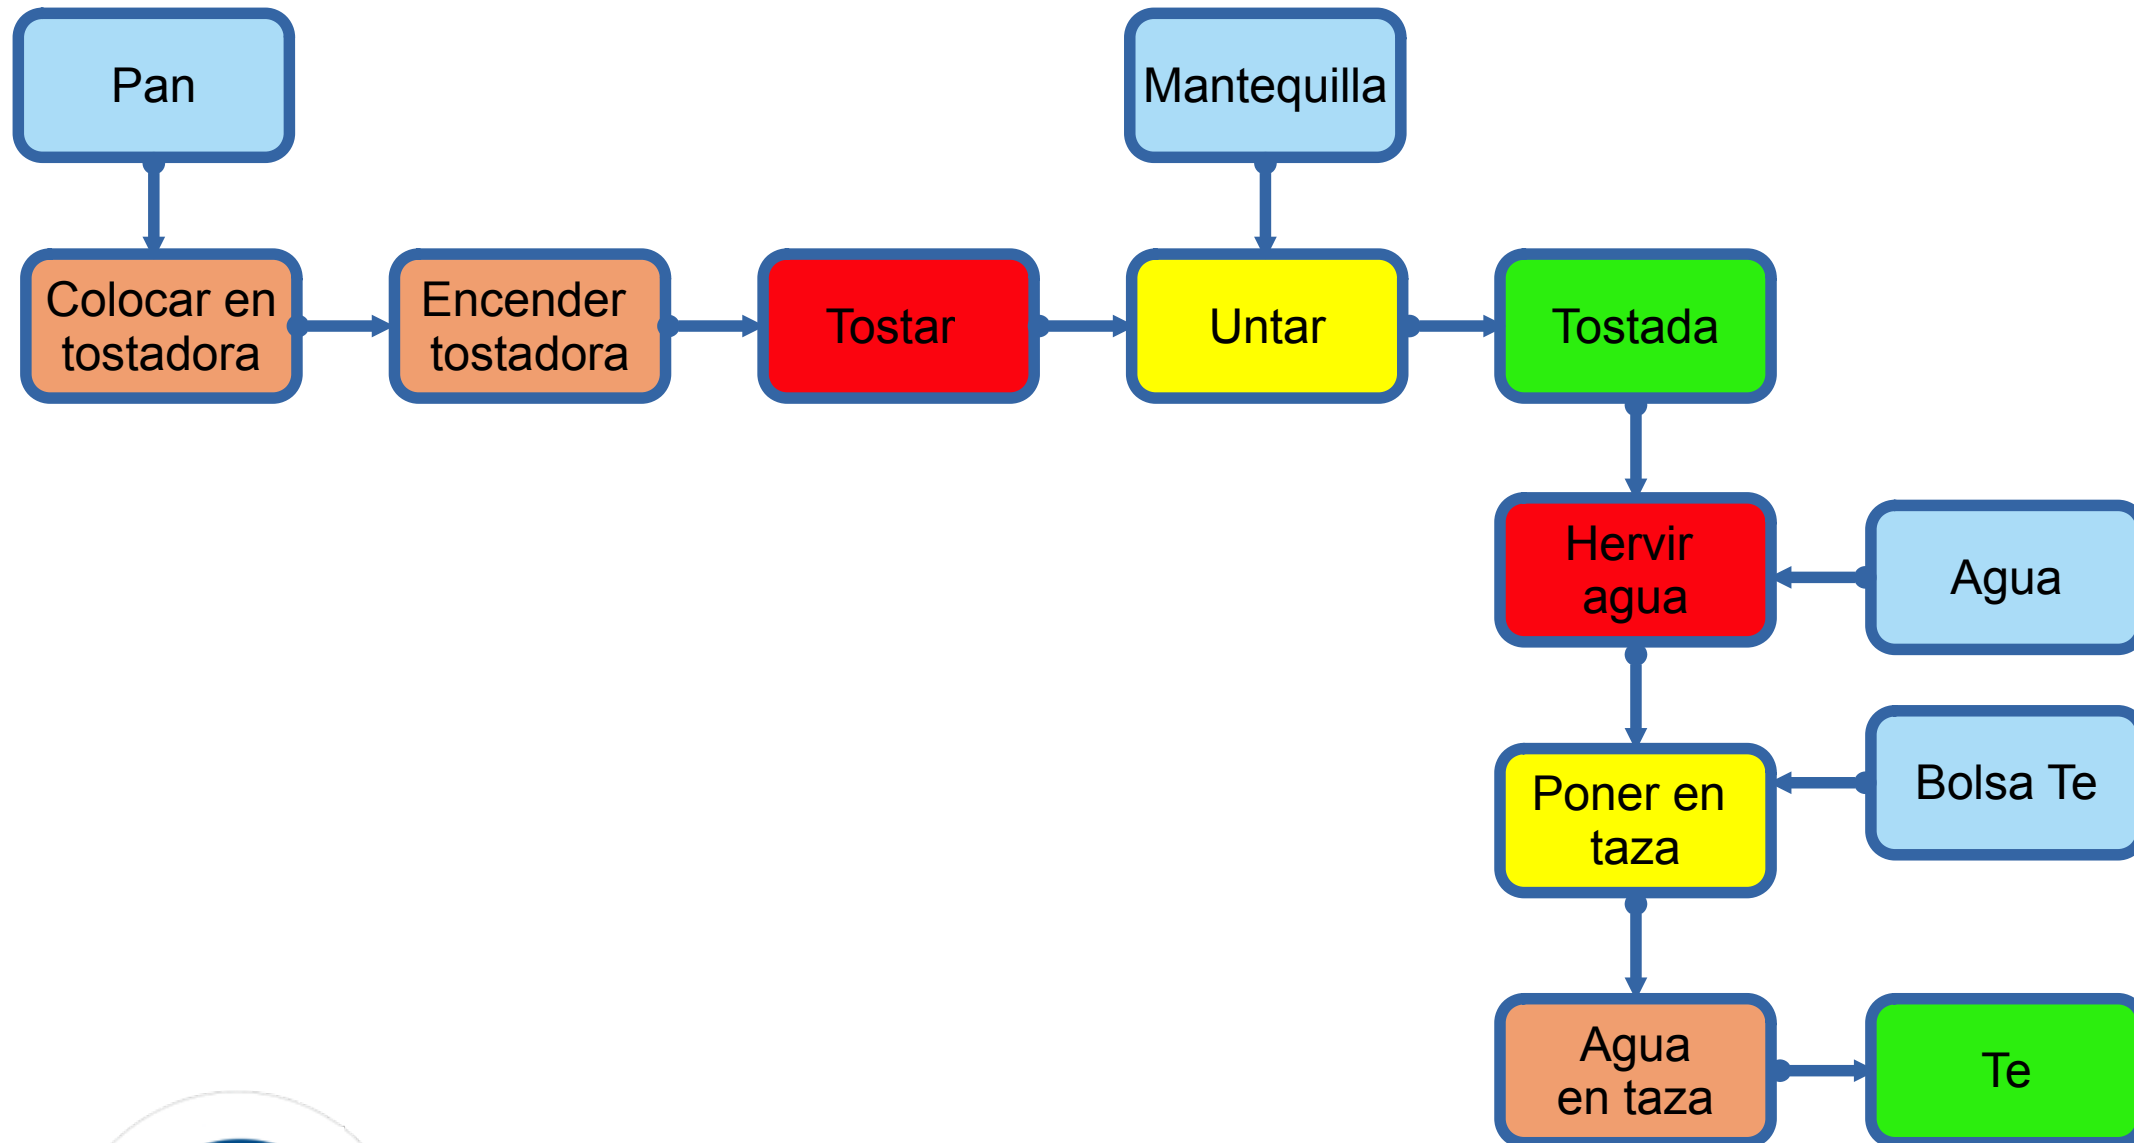 Pan
Mantequilla
Colocar en
tostadora
Encender
tostadora
Tostar
Untar
Tostada
Hervir
agua
Agua
Poner en
taza
Bolsa Te
Agua
en taza
Te